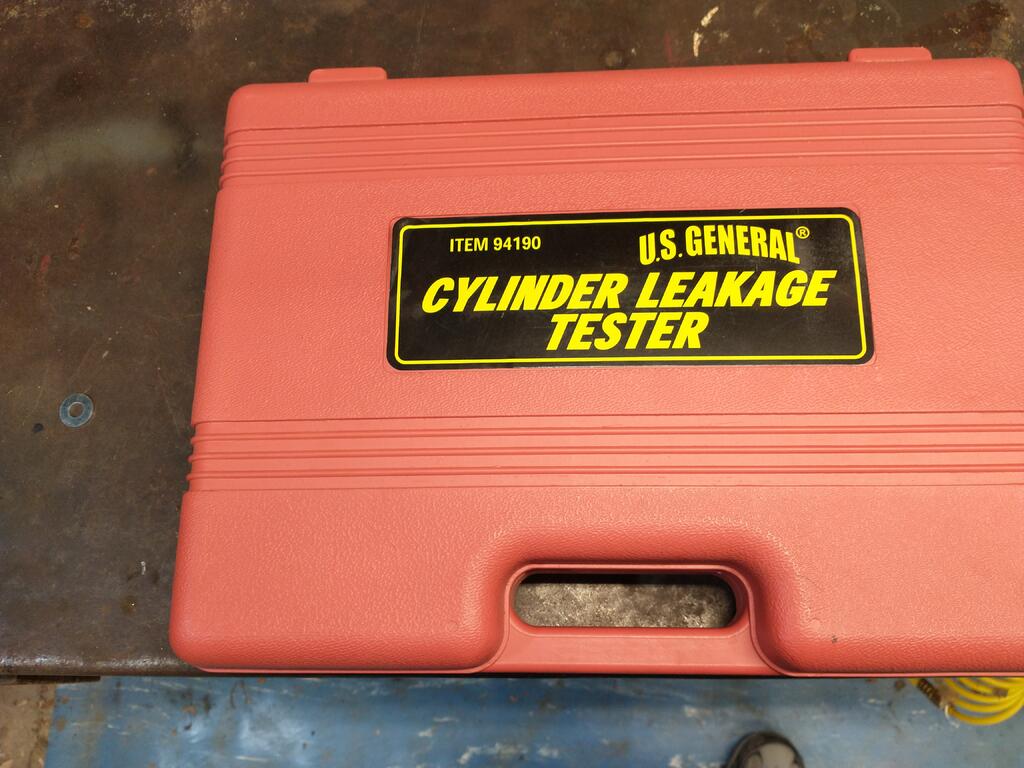 ITEM 94190
U.S. GENERAL®
CYLINDER LEAKAGE
TESTER